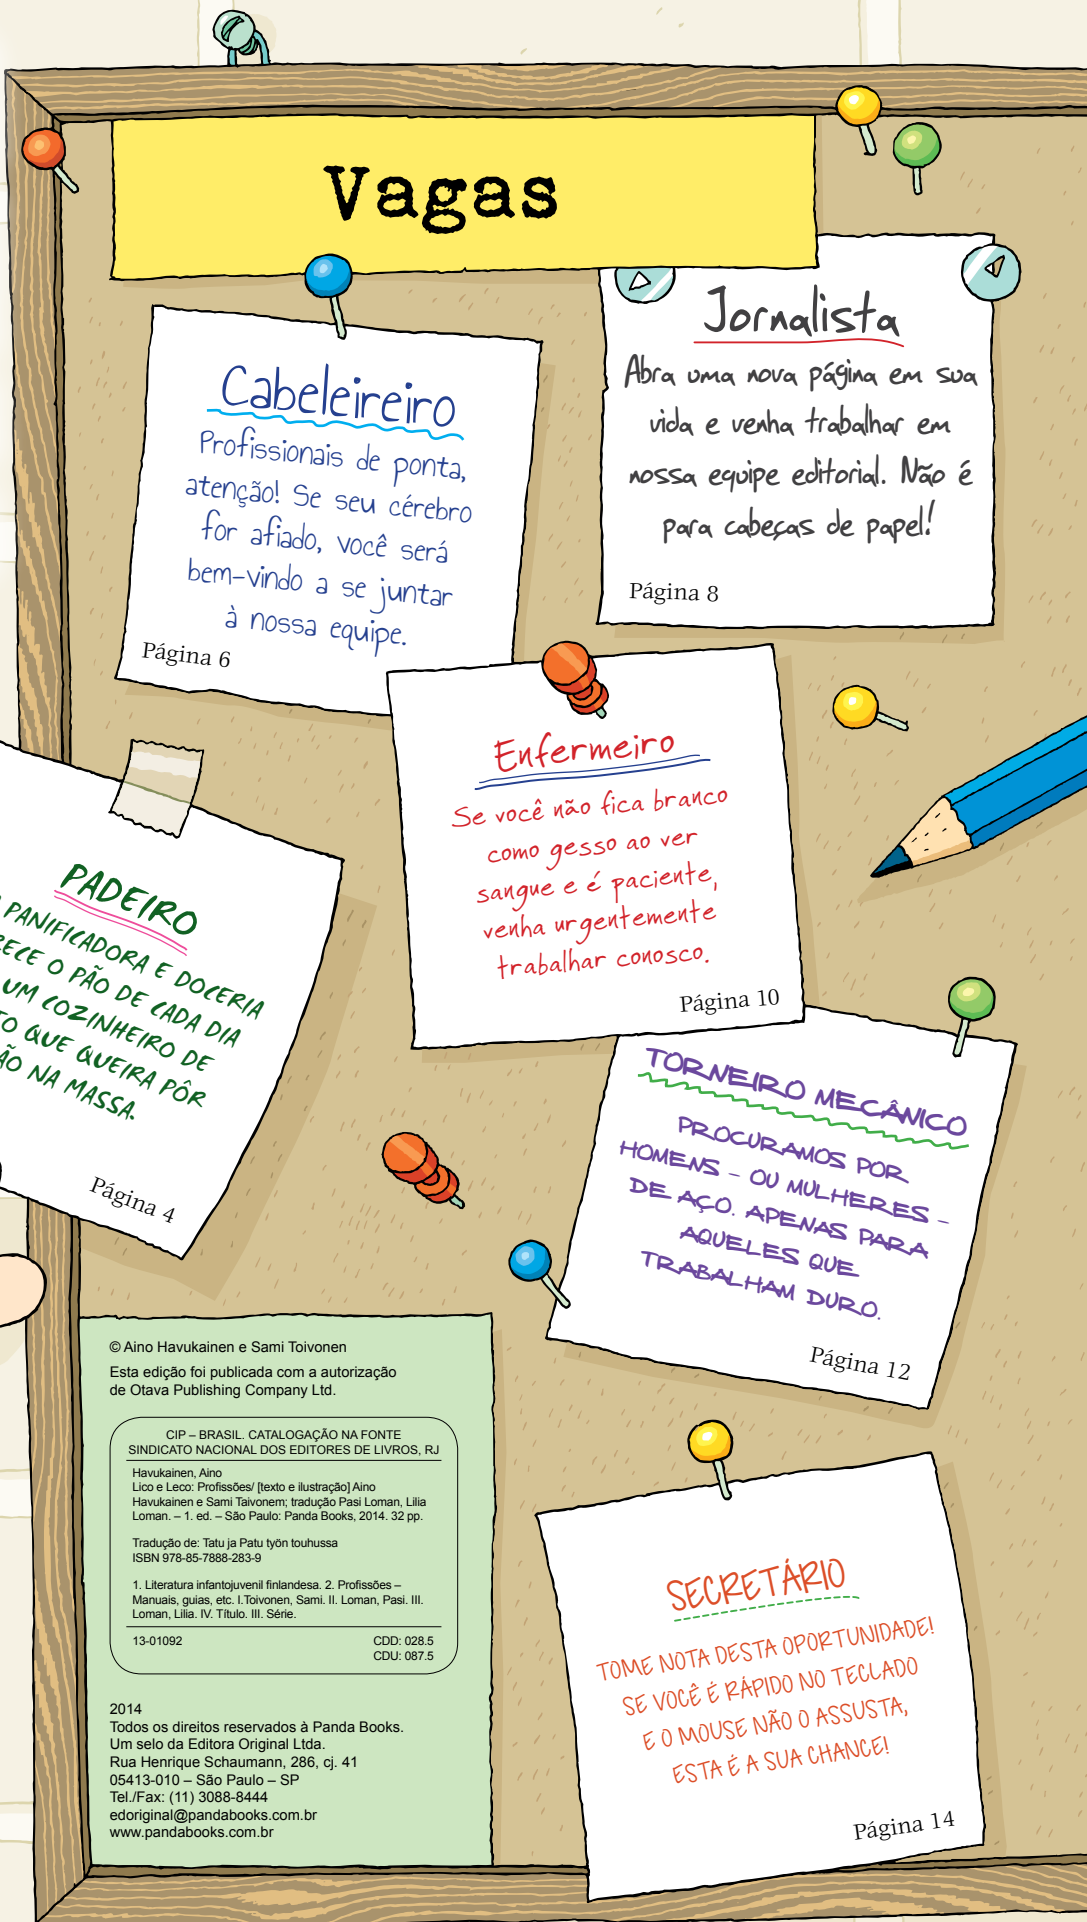 Vagas
Jornalista
Abra uma nova página em sua
vida e venha trabalhar em
nossa equipe editorial. Não é
para cabeças de papel!
Página 8
Cabeleireiro
Profissionais de ponta,
atenção! Se seu cérebro
for afiado, você será
bem-vindo a se juntar
à nossa equipe.
Página 6
Enfermeiro
Se você não fica branco
como gesso ao ver
sangue e é paciente,
venha urgentemente
trabalhar conosco.
Página 10
PADEIRO
PANIFICADORA E DOCERIA
O PÃO DE CADA DIA
UM COZINHEIRO DE
QUE QUEIRA PÔR
NA MASSA.
Página 4
TORNEIRO MECÂNICO
PROCURAMOS POR
HOMENS – OU MULHERES –
DE AÇO. APENAS PARA
AQUELES QUE
TRABALHAM DURO.
Página 12
© Aino Havukainen e Sami Toivonen
Esta edição foi publicada com a autorização
de Otava Publishing Company Ltd.
CIP – BRASIL. CATALOGAÇÃO NA FONTE
SINDICATO NACIONAL DOS EDITORES DE LIVROS, RJ
Havukainen, Aino
Lico e Leco: Profissões/ [texto e ilustração] Aino
Havukainen e Sami Taivonem; tradução Pasi Loman, Lilia
Loman. – 1. ed. – São Paulo: Panda Books, 2014. 32 pp.
Tradução de: Tatu ja Patu työn touhussa
ISBN 978-85-7888-283-9
1. Literatura infantojuvenil finlandesa. 2. Profissões –
Manuais, guias, etc. I.Toivonen, Sami. II. Loman, Pasi. III.
Loman, Lilia. IV. Título. III. Série.
13-01092 CDD: 028.5
CDU: 087.5
2014
Todos os direitos reservados à Panda Books.
Um selo da Editora Original Ltda.
Rua Henrique Schaumann, 286, cj. 41
05413-010 – São Paulo – SP
Tel./Fax: (11) 3088-8444
edoriginal@pandabooks.com.br
www.pandabooks.com.br
SECRETÁRIO
TOME NOTA DESTA OPORTUNIDADE!
SE VOCÊ É RÁPIDO NO TECLADO
E O MOUSE NÃO O ASSUSTA,
ESTA É A SUA CHANCE!
Página 14